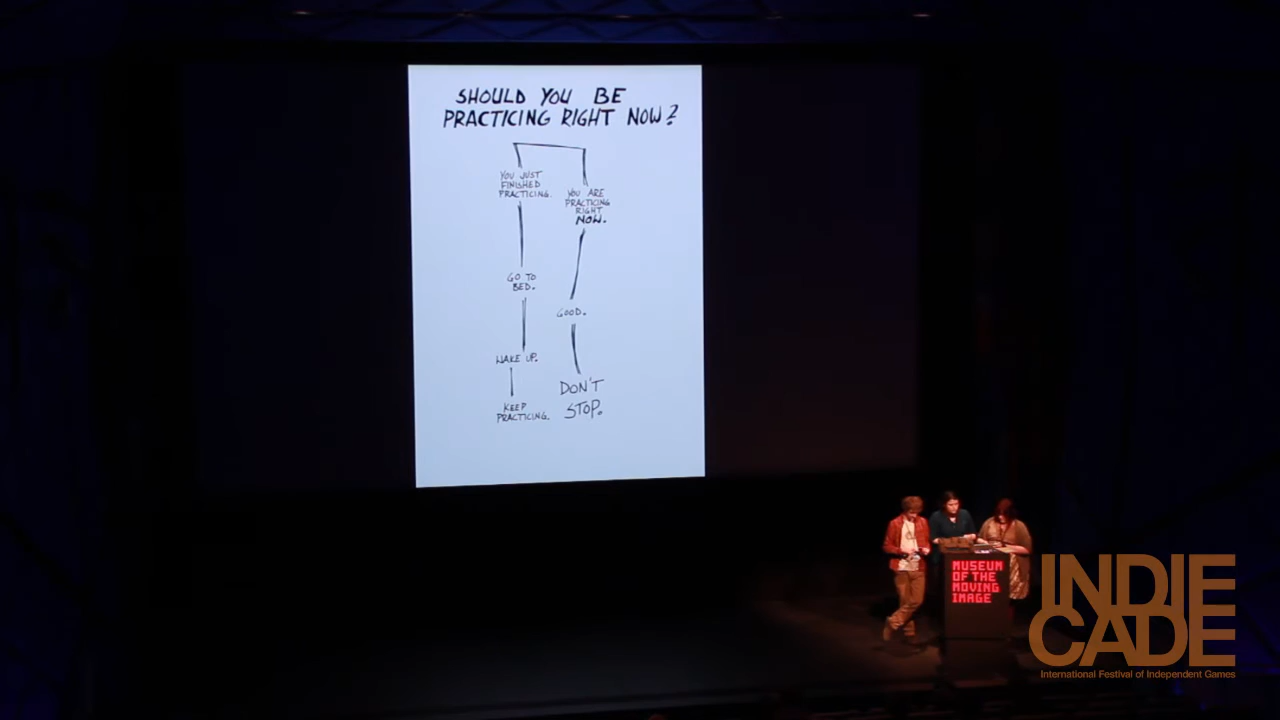 SHOULD YOU BE
PRACTICING RIGHT NOW?
YOU JUST
FINISHED
PRACTICING.
GO TO
BED.
WAKE UP.
KEEP
PRACTICING.
YOU ARE
PRACTICING
RIGHT
NOW.
GOOD.
DON'T
STOP.
MUSEUM
OF THE
MOVING
IMAGE
INDIE
CADE
International Festival of Independent Games